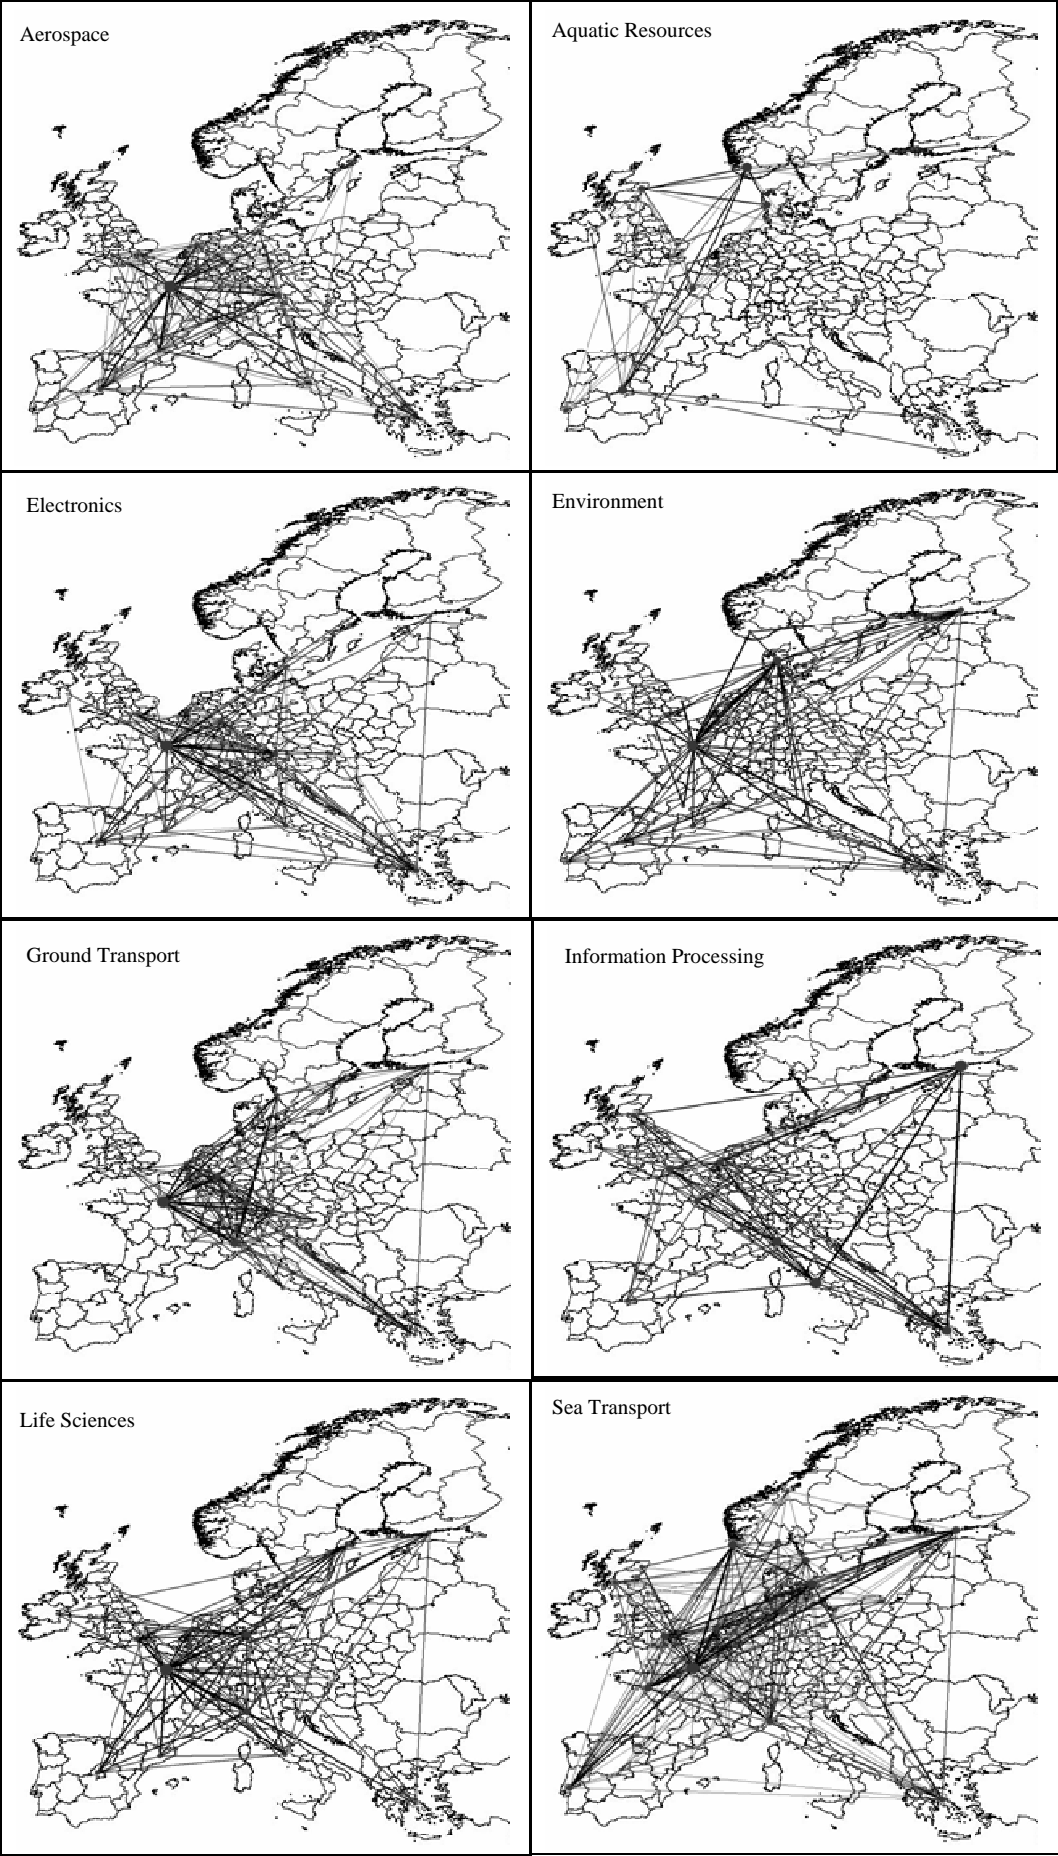 Aerospace
Aquatic Resources
Electronics
Environment
Ground Transport
Information Processing
Life Sciences
Sea Transport